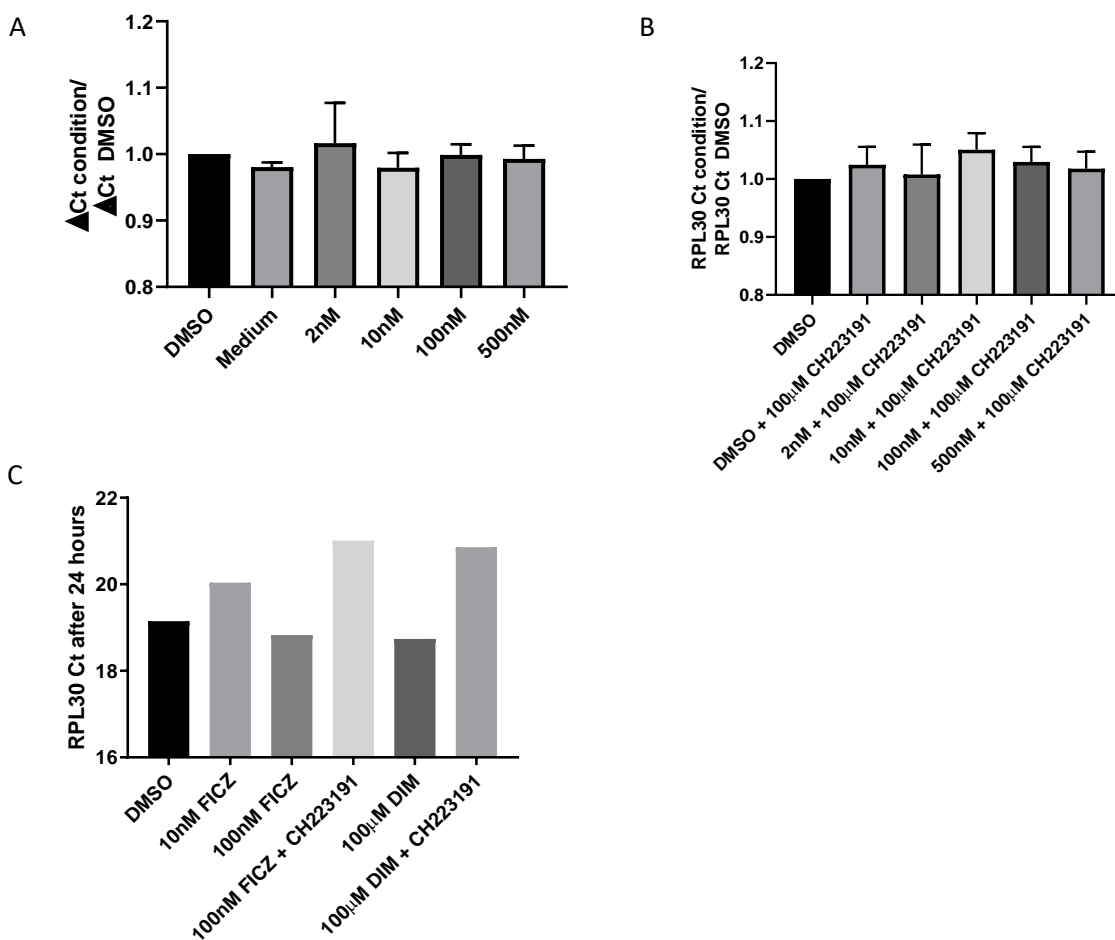 A
▲Ct condition/
▲Ct DMSO
1.2
1.1
1.0
0.9
0.8
DMSO
Medium
2nM
10nM
100nM
500nM
B
RPL30 Ct condition/
RPL30 Ct DMSO
1.2
1.1
1.0
0.9
0.8
DMSO
DMSO + 100μM CH223191
2nM + 100μM CH223191
10nM + 100μM CH223191
100nM + 100μM CH223191
500nM + 100μM CH223191
C
RPL30 Ct after 24 hours
22
20
18
16
DMSO
10nM FICZ
100nM FICZ
100nM FICZ + CH223191
100μM DIM
100μM DIM + CH223191